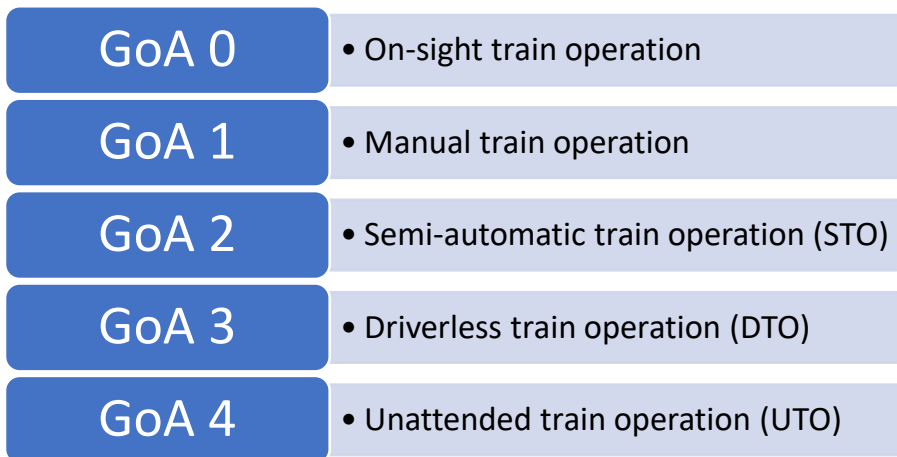 GoA 0
• On-sight train operation
GoA 1
• Manual train operation
GoA 2
• Semi-automatic train operation (STO)
GoA 3
• Driverless train operation (DTO)
GoA 4
• Unattended train operation (UTO)